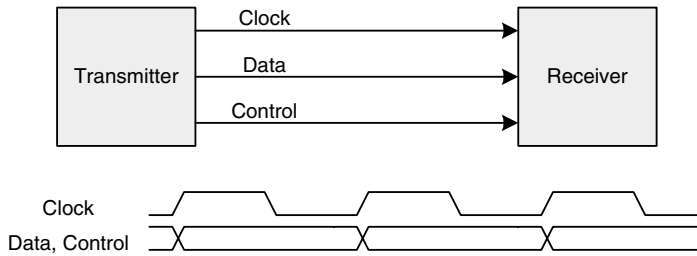 Clock
Transmitter
Data
Receiver
Control
Clock
Data, Control